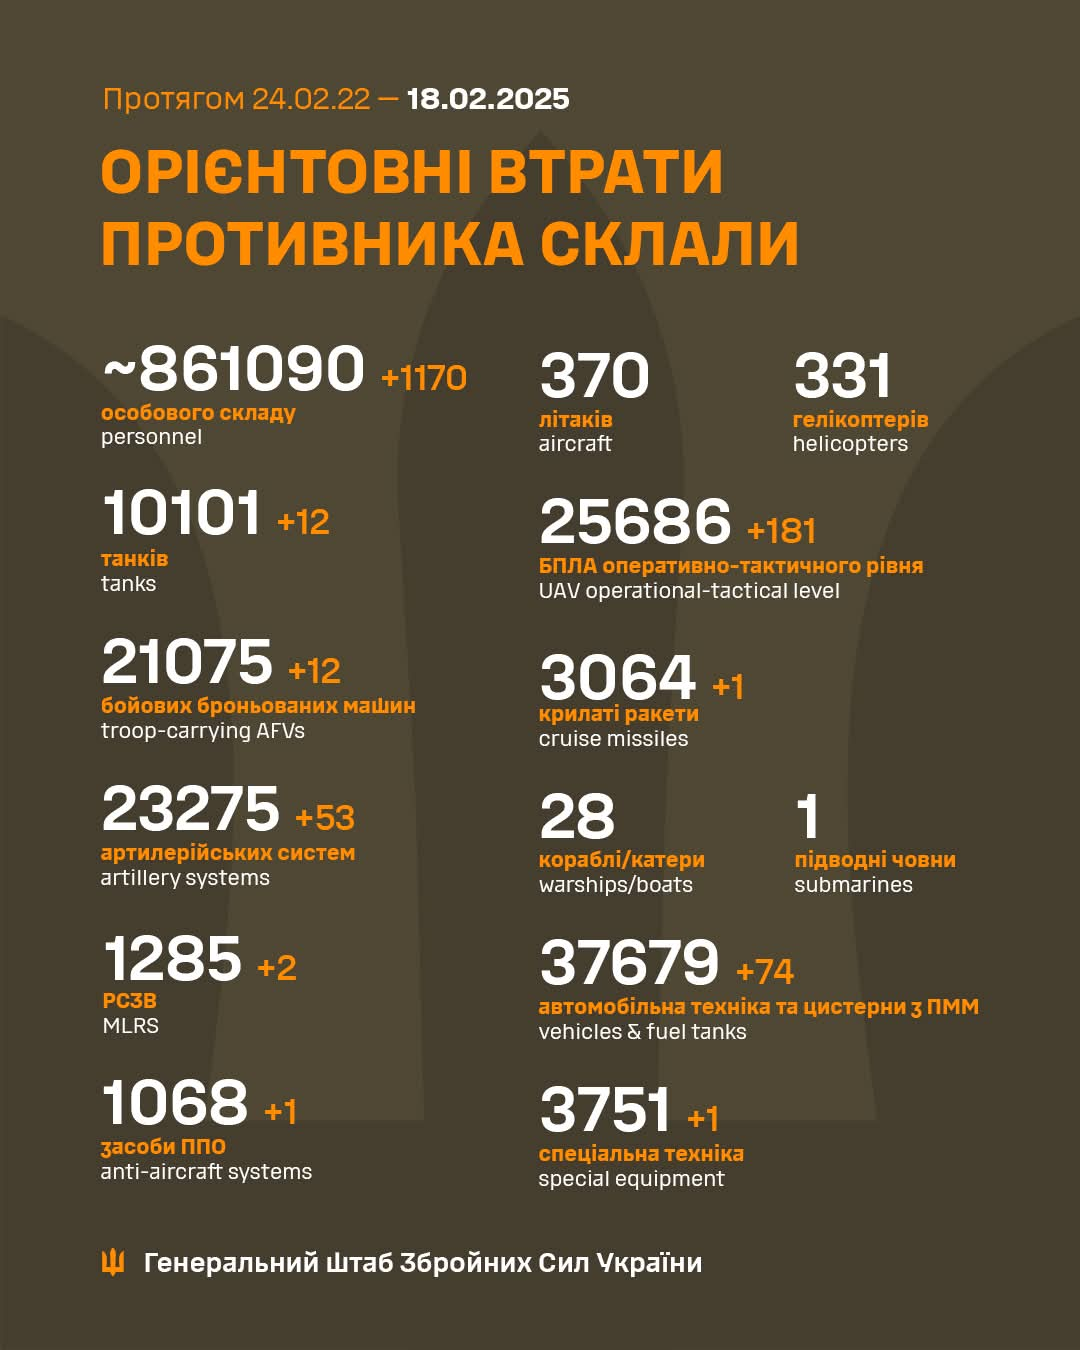 Протягом 24.02.22 — 18.02.2025
ОРІЄНТОВНІ ВТРАТИ
ПРОТИВНИКА СКЛАЛИ
~861090 +1170
особового складу
personnel
10101 +12
танків
tanks
21075 +12
бойових броньованих машин
troop-carrying AFVs
23275 +53
артилерійських систем
artillery systems
1285 +2
РСЗВ
MLRS
1068 +1
засоби ППО
anti-aircraft systems
370
літаків
aircraft
331
гелікоптерів
helicopters
25686 +181
БПЛА оперативно-тактичного рівня
UAV operational-tactical level
3064 +1
крилаті ракети
cruise missiles
28
кораблі/катери
warships/boats
1
підводні човни
submarines
37679 +74
автомобільна техніка та цистерни з ПММ
vehicles & fuel tanks
3751 +1
спеціальна техніка
special equipment
Генеральний Штаб Збройних Сил України